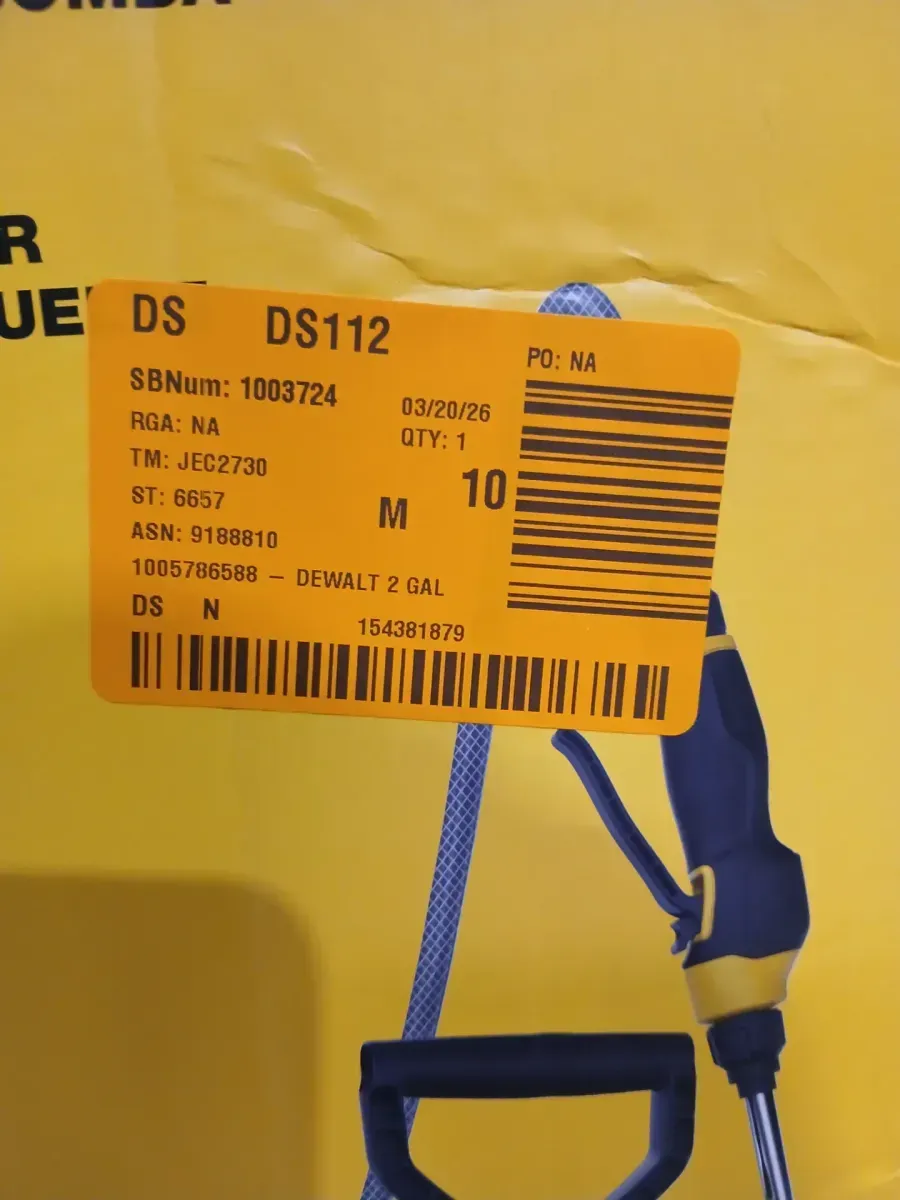 R
UE
DS DS112
PO: NA
SBNum: 1003724
03/20/26
RGA: NA
QTY: 1
TM: JEC2730
10
ST: 6657
M
ASN: 9188810
1005786588 – DEWALT 2 GAL
DS N
154381879